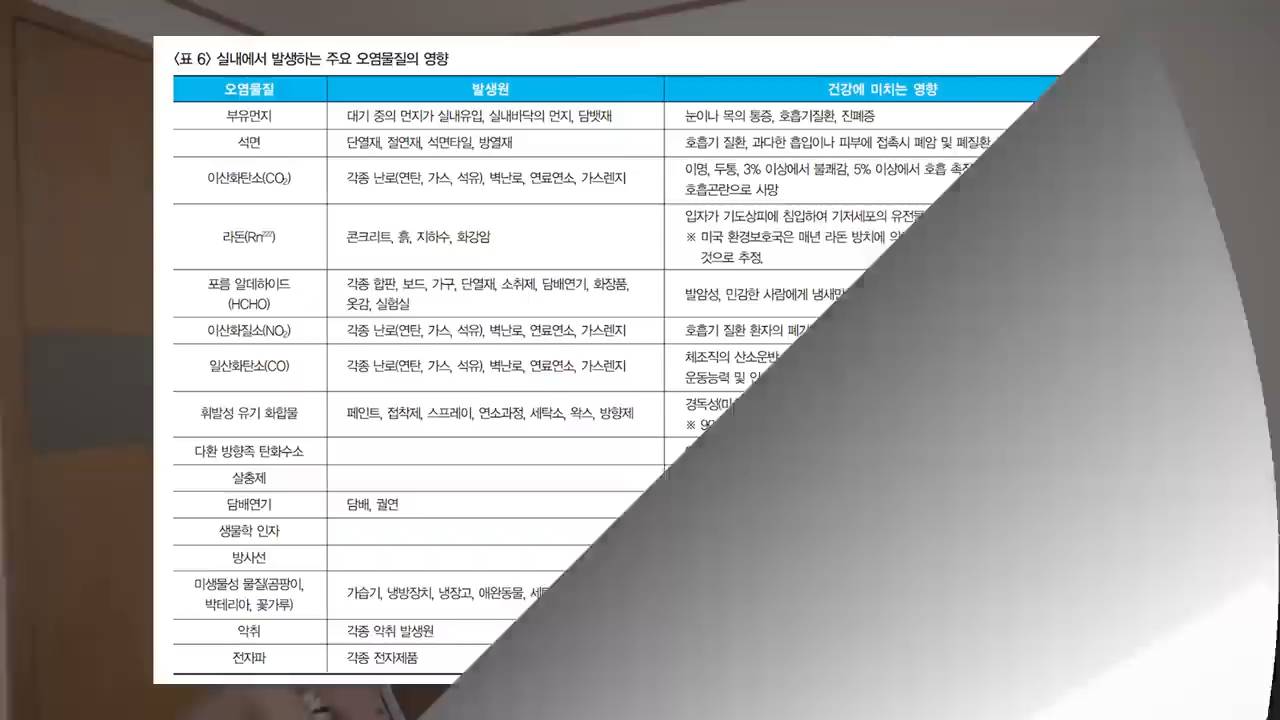 〈표 6〉 실내에서 발생하는 주요 오염물질의 영향
오염물질 발생원 건강에 미치는 영향
부유먼지 대기 중의 먼지가 실내유입, 실내바닥의 먼지, 담뱃재 눈이나 목의 통증, 호흡기질환, 진폐증
석면 단열재, 절연재, 석면타일, 방열재 호흡기 질환, 과다한 흡입이나 피부에 접촉시 폐암 및 폐질환
이산화탄소(CO₂) 각종 난로(연탄, 가스, 석유), 벽난로, 연료연소, 가스렌지 이명, 두통, 3% 이상에서 불쾌감, 5% 이상에서 호흡
호흡곤란으로 사망
라돈(Rn²²²) 콘크리트, 흙, 지하수, 화강암 입자가 기도상피에 침입하여 기저세포의
※ 미국 환경보호국은 매년 라돈 방치에
것으로 추정.
포름 알데하이드
(HCHO)
각종 합판, 보드, 가구, 단열재, 소취제, 담배연기, 화장품,
옷감, 실험실
발암성, 민감한 사람에게
이산화질소(NO₂) 각종 난로(연탄, 가스, 석유), 벽난로, 연료연소, 가스렌지 호흡기 질환 환자의
일산화탄소(CO) 각종 난로(연탄, 가스, 석유), 벽난로, 연료연소, 가스렌지 체조직의 산소운반
운동능력 및
휘발성 유기 화합물 페인트, 접착제, 스프레이, 연소과정, 세탁소, 왁스, 방향제
※
다환 방향족 탄화수소
살충제
담배연기 담배, 궐연
생물학 인자
방사선
미생물성 물질(곰팡이,
박테리아, 꽃가루)
가습기, 냉방장치, 냉장고, 애완동물,
악취 각종 악취 발생원
전자파 각종 전자제품